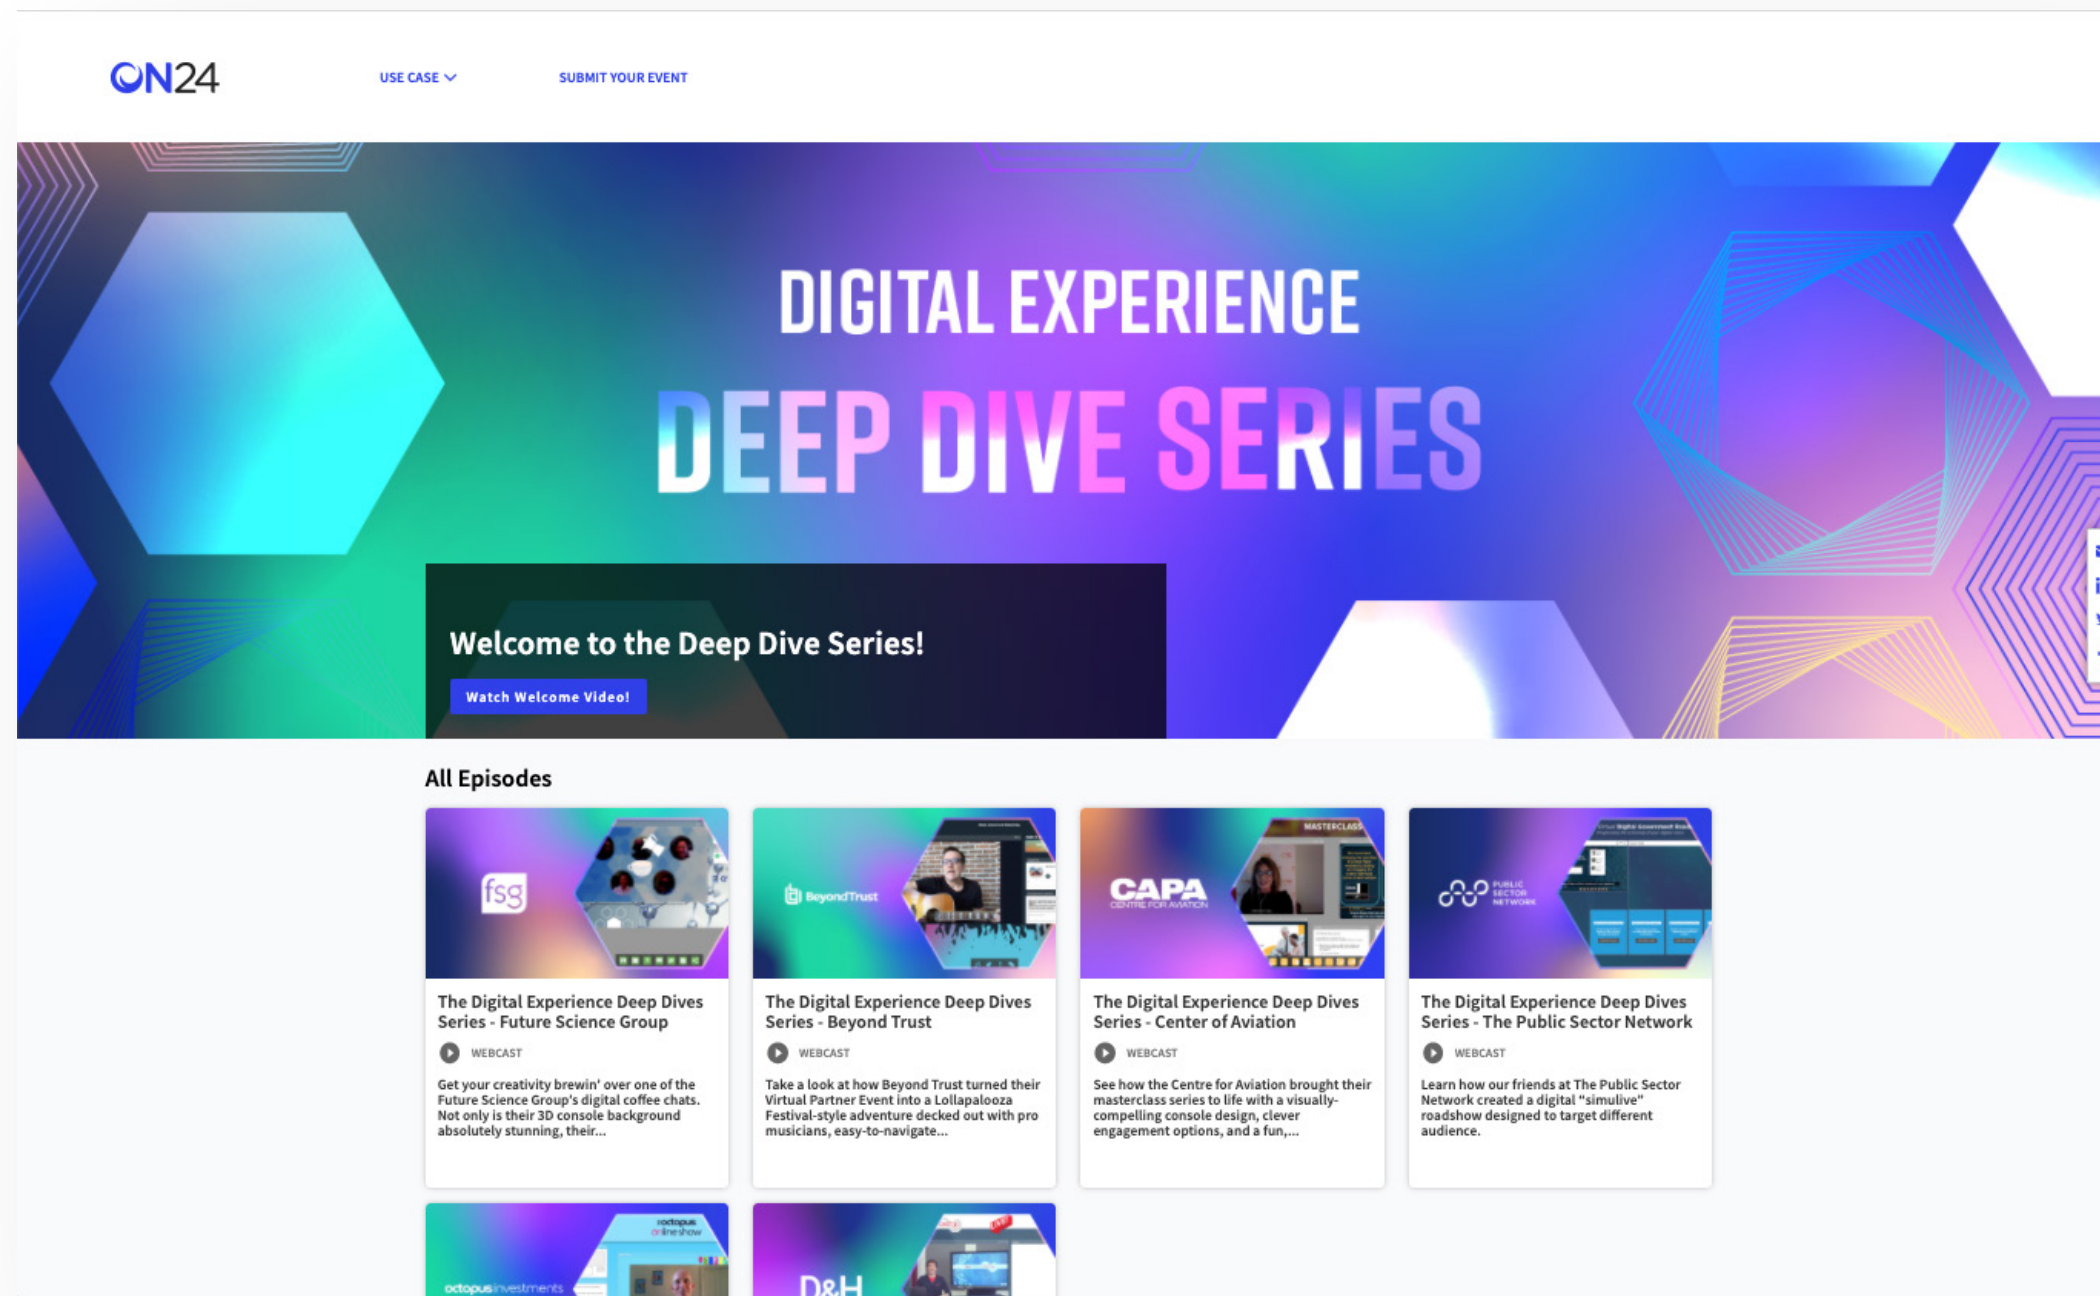 ON24
USE CASE
SUBMIT YOUR EVENT
DIGITAL EXPERIENCE
DEEP DIVE SERIES
Welcome to the Deep Dive Series!
Watch Welcome Video!
All Episodes
fsg
BeyondTrust
MASTERCLASS
CAPA
CENTRE FOR AVIATION
PUBLIC
SECTOR
NETWORK
The Digital Experience Deep Dives
Series - Future Science Group
WEBCAST
Get your creativity brewin' over one of the
Future Science Group's digital coffee chats.
Not only is their 3D console background
absolutely stunning, their...
The Digital Experience Deep Dives
Series - Beyond Trust
WEBCAST
Take a look at how Beyond Trust turned their
Virtual Partner Event into a Lollapalooza
Festival-style adventure decked out with pro
musicians, easy-to-navigate...
The Digital Experience Deep Dives
Series - Center of Aviation
WEBCAST
See how the Centre for Aviation brought their
masterclass series to life with a visually-
compelling console design, clever
engagement options, and a fun,...
The Digital Experience Deep Dives
Series - The Public Sector Network
WEBCAST
Learn how our friends at The Public Sector
Network created a digital "simulive"
roadshow designed to target different
audience.
octopus
onlineshow
octopusinvestments
D&H